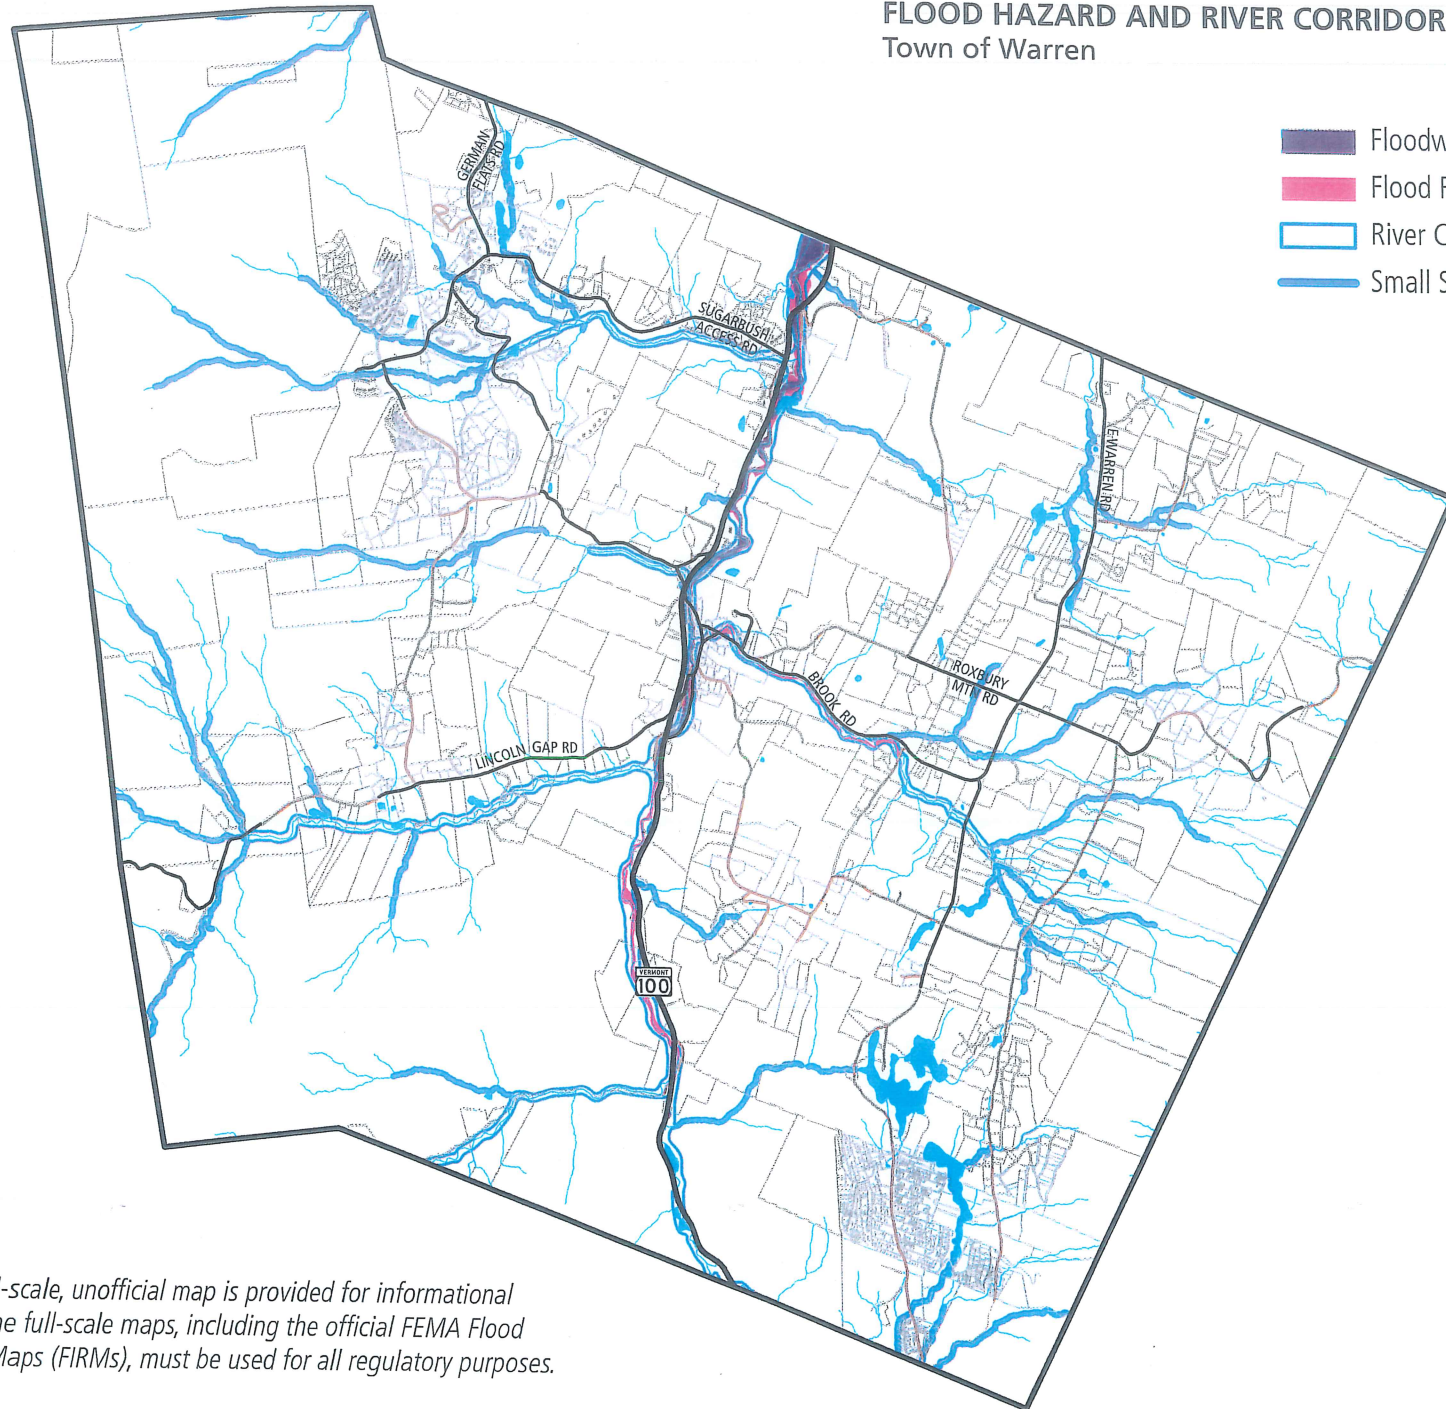 FLOOD HAZARD AND RIVER CORRIDOR
Town of Warren
Floodw
Flood F
River C
Small S
GERMAN
FLATS RD
SUGARBUSH
ACCESS RD
E WARREN RD
ROXBURY
MTN RD
BROOK RD
LINCOLN GAP RD
VERMONT
100
-scale, unofficial map is provided for informational
e full-scale maps, including the official FEMA Flood
Maps (FIRMs), must be used for all regulatory purposes.